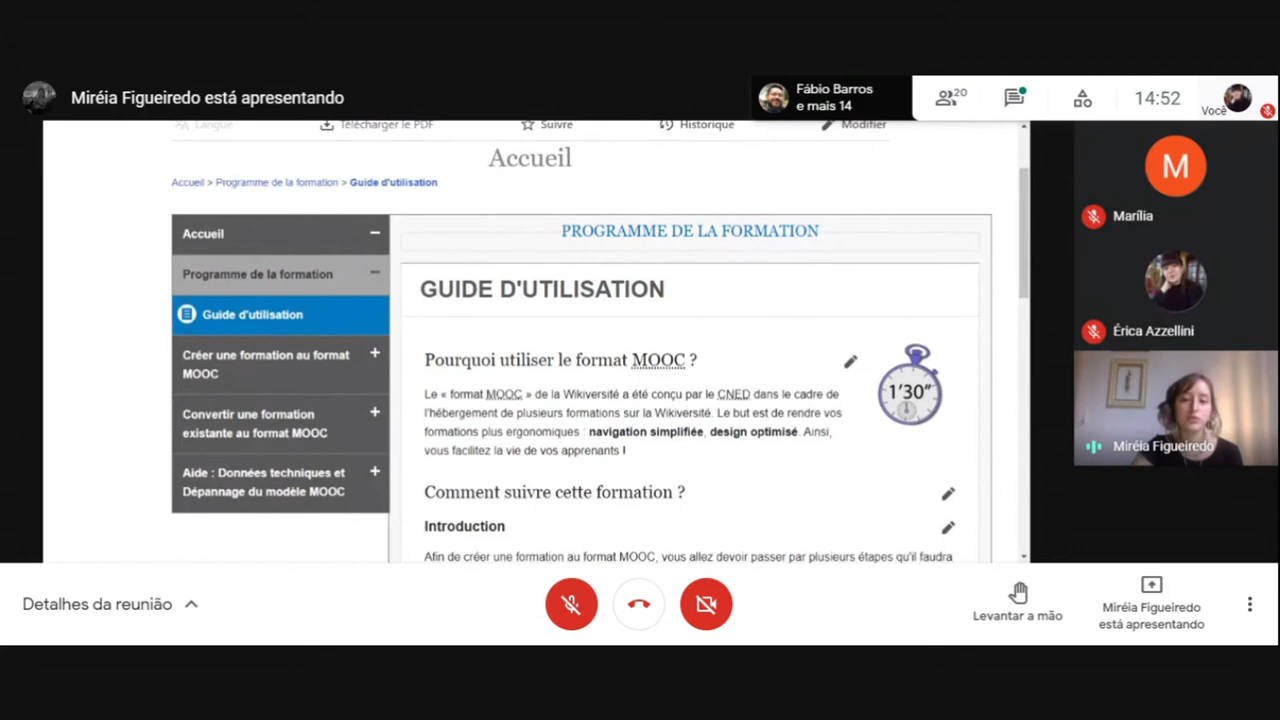 Miréia Figueiredo está apresentando
Fábio Barros
e mais 14
20
14:52
Você
Langue
Télécharger le PDF
Suivre
Historique
Modifier
Accueil
Accueil > Programme de la formation > Guide d'utilisation
Accueil
Programme de la formation
Guide d'utilisation
Créer une formation au format
MOOC
Convertir une formation
existante au format MOOC
Aide : Données techniques et
Dépannage du modèle MOOC
PROGRAMME DE LA FORMATION
GUIDE D'UTILISATION
Pourquoi utiliser le format MOOC ?
1'30"
Le « format MOOC » de la Wikiversité a été conçu par le CNED dans le cadre de
l'hébergement de plusieurs formations sur la Wikiversité. Le but est de rendre vos
formations plus ergonomiques : navigation simplifiée, design optimisé. Ainsi,
vous facilitez la vie de vos apprenants !
Comment suivre cette formation ?
Introduction
Afin de créer une formation au format MOOC, vous allez devoir passer par plusieurs étapes qu'il faudra
M
Marília
Érica Azzellini
Miréia Figueiredo
Detalhes da reunião
Levantar a mão
Miréia Figueiredo
está apresentando